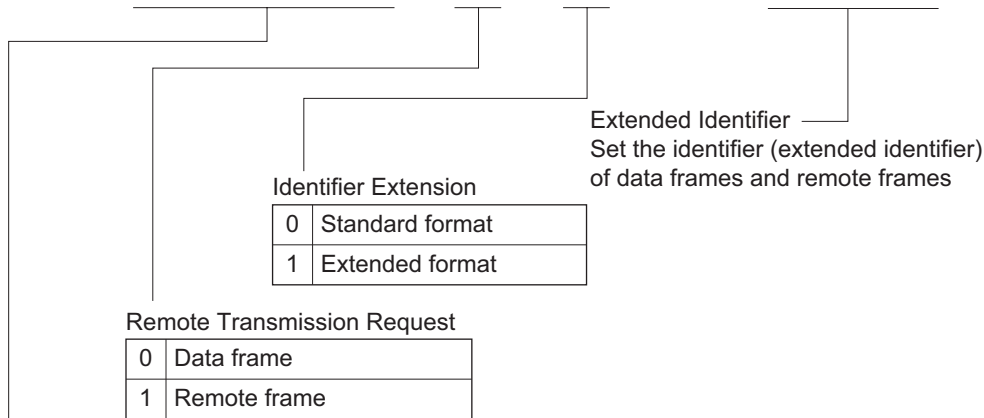 Extended Identifier
Set the identifier (extended identifier)
of data frames and remote frames
Identifier Extension
0 Standard format
1 Extended format
Remote Transmission Request
0 Data frame
1 Remote frame